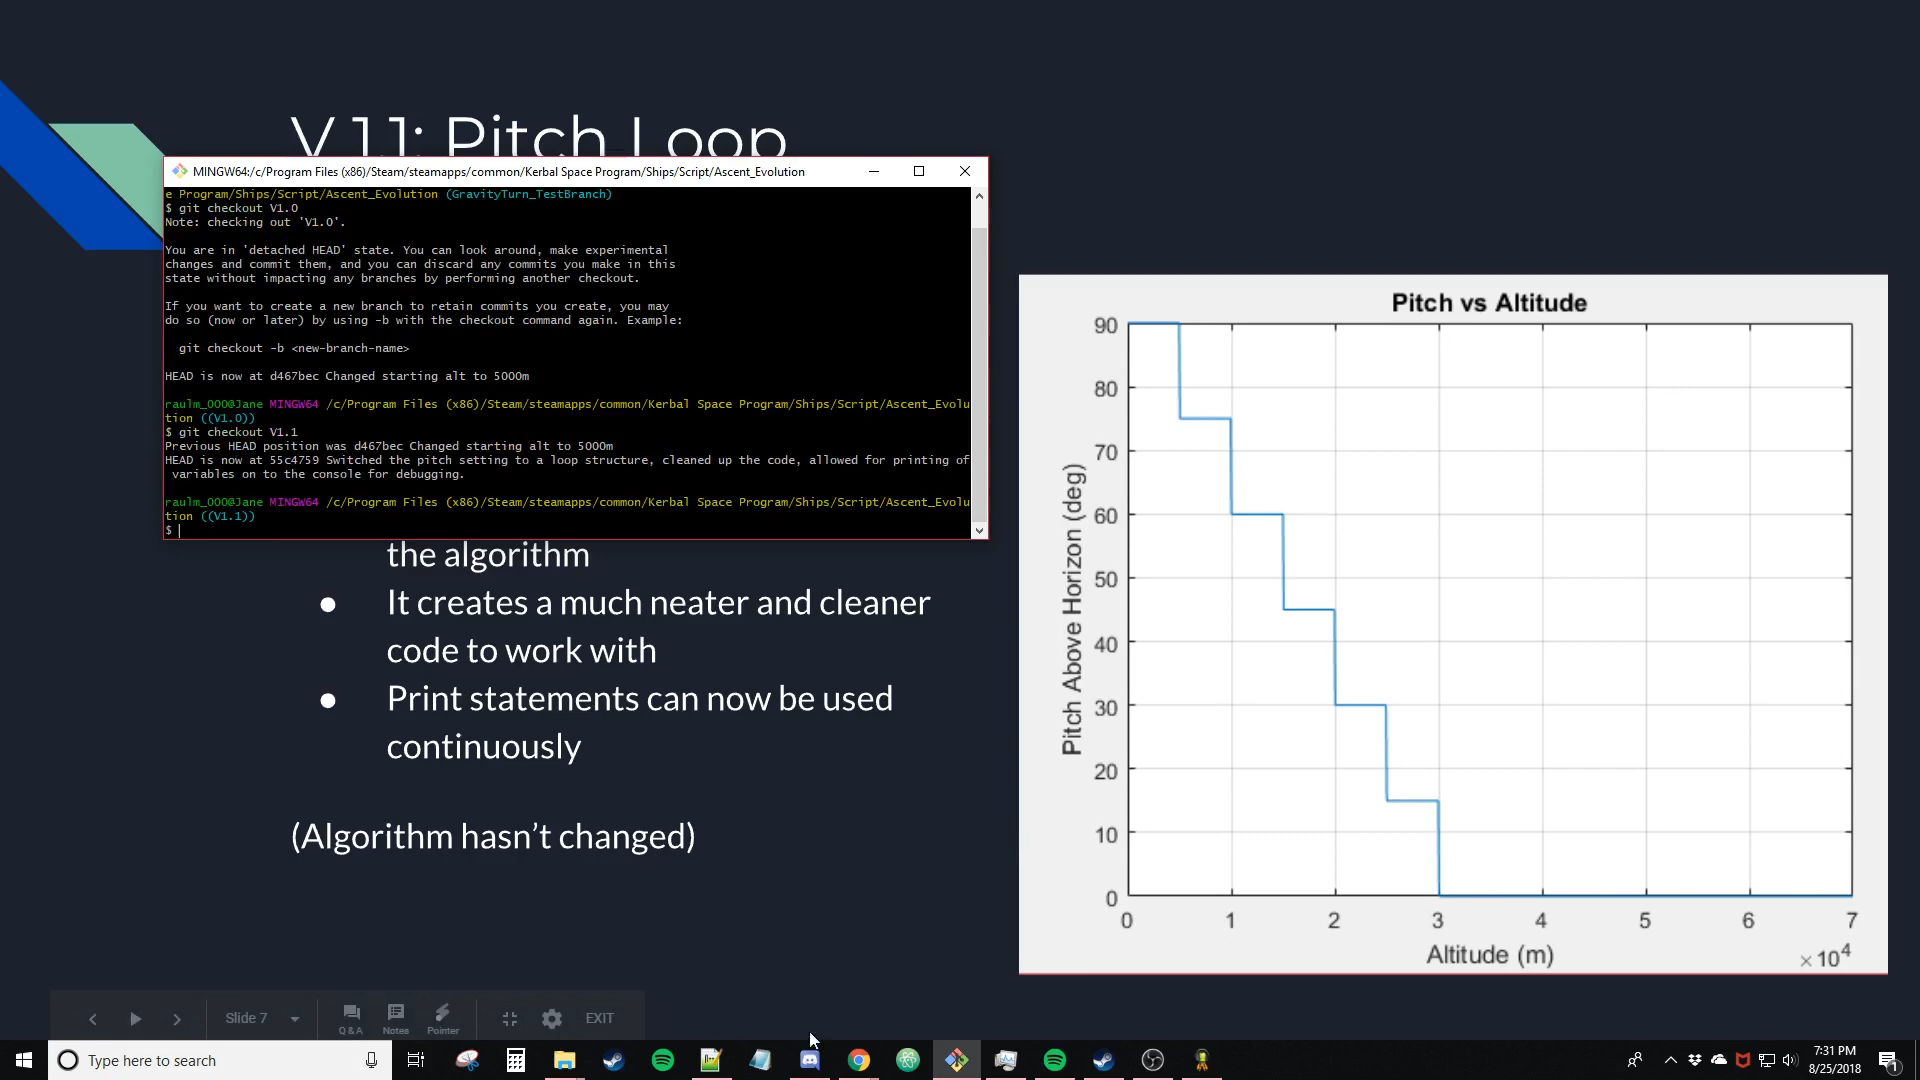 V 1.1: Pitch Loop
MINGW64:/c/Program Files (x86)/Steam/steamapps/common/Kerbal Space Program/Ships/Script/Ascent_Evolution
e Program/Ships/Script/Ascent_Evolution (GravityTurn_TestBranch)
$ git checkout V1.0
Note: checking out 'V1.0'.
You are in 'detached HEAD' state. You can look around, make experimental
changes and commit them, and you can discard any commits you make in this
state without impacting any branches by performing another checkout.
If you want to create a new branch to retain commits you create, you may
do so (now or later) by using -b with the checkout command again. Example:
git checkout -b <new-branch-name>
HEAD is now at d467bec Changed starting alt to 5000m
raulm_000@Jane MINGW64 /c/Program Files (x86)/Steam/steamapps/common/Kerbal Space Program/Ships/Script/Ascent_Evolu
tion ((V1.0))
$ git checkout V1.1
Previous HEAD position was d467bec Changed starting alt to 5000m
HEAD is now at 55c4759 Switched the pitch setting to a loop structure, cleaned up the code, allowed for printing of
variables on to the console for debugging.
raulm_000@Jane MINGW64 /c/Program Files (x86)/Steam/steamapps/common/Kerbal Space Program/Ships/Script/Ascent_Evolu
tion ((V1.1))
$
the algorithm
● It creates a much neater and cleaner
code to work with
● Print statements can now be used
continuously
(Algorithm hasn't changed)
Pitch vs Altitude
90
80
70
60
50
40
30
20
10
0
Pitch Above Horizon (deg)
0 1 2 3 4 5 6 7
Altitude (m)
×10^4
Slide 7
Q&A
Notes
Pointer
EXIT
Type here to search
7:31 PM
8/25/2018
1